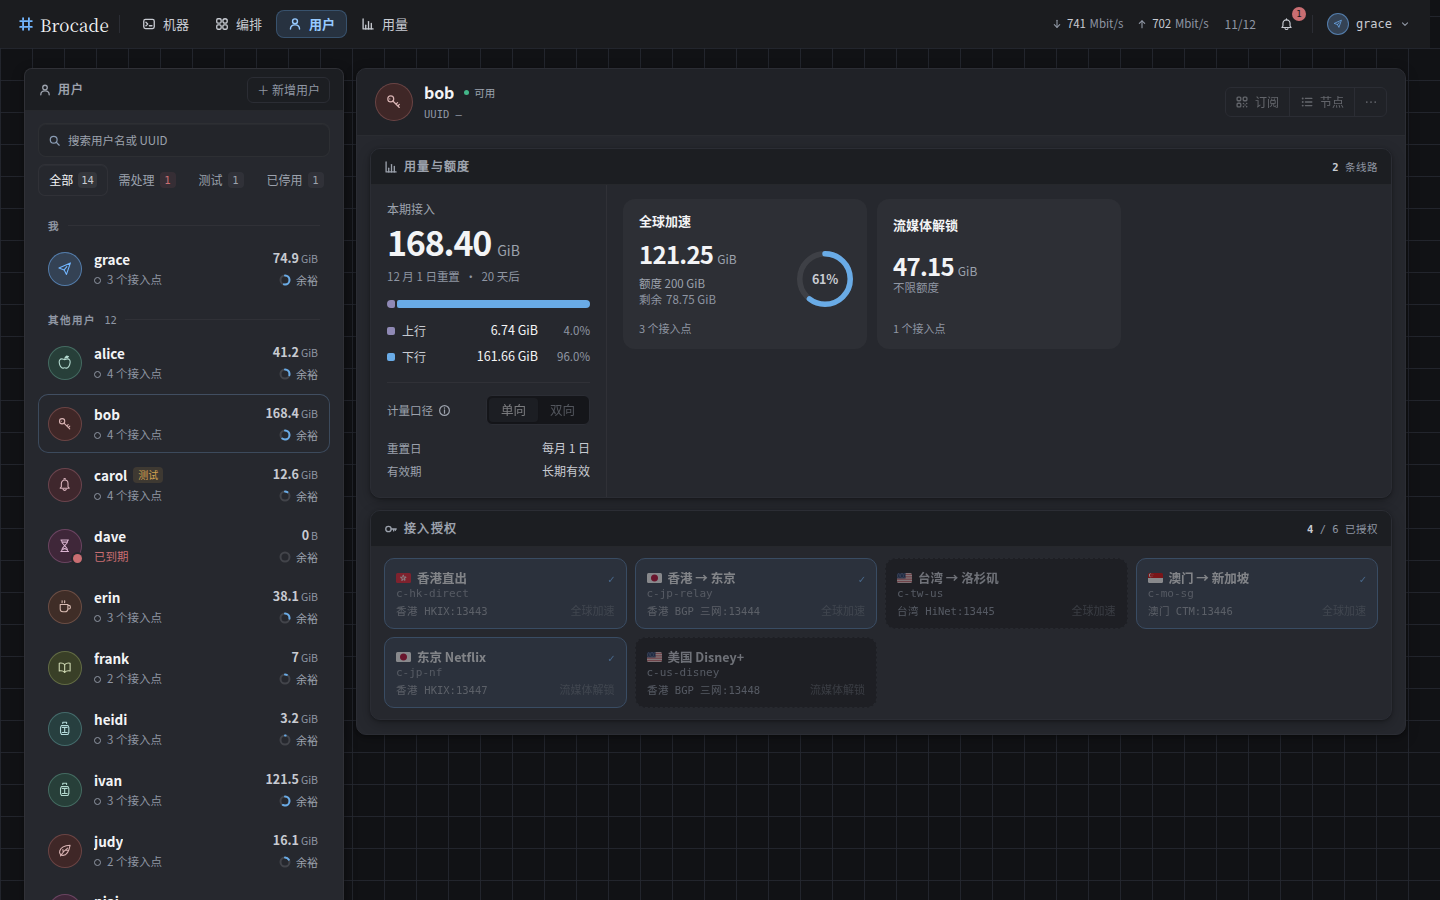 Brocade
机器
编排
用户
用量
↓ 741 Mbit/s
↑ 702 Mbit/s
11/12
1
grace
用户
+ 新增用户
搜索用户名或 UUID
全部 14
需处理 1
测试 1
已停用 1
我
grace
74.9 GiB
3 个接入点
余裕
其他用户 12
alice
41.2 GiB
4 个接入点
余裕
bob
168.4 GiB
4 个接入点
余裕
carol 测试
12.6 GiB
4 个接入点
余裕
dave
0 B
已到期
余裕
erin
38.1 GiB
3 个接入点
余裕
frank
7 GiB
2 个接入点
余裕
heidi
3.2 GiB
3 个接入点
余裕
ivan
121.5 GiB
3 个接入点
余裕
judy
16.1 GiB
2 个接入点
余裕
bob
可用
UUID —
订阅
节点
···
用量与额度
2 条线路
本期接入
168.40 GiB
12 月 1 日重置 · 20 天后
上行 6.74 GiB 4.0%
下行 161.66 GiB 96.0%
计量口径
单向 双向
重置日 每月 1 日
有效期 长期有效
全球加速
121.25 GiB
额度 200 GiB
剩余 78.75 GiB
61%
3 个接入点
流媒体解锁
47.15 GiB
不限额度
1 个接入点
接入授权
4 / 6 已授权
香港直出 ✓
c-hk-direct
香港 HKIX:13443 全球加速
香港 → 东京 ✓
c-jp-relay
香港 BGP 三网:13444 全球加速
台湾 → 洛杉矶
c-tw-us
台湾 HiNet:13445 全球加速
澳门 → 新加坡 ✓
c-mo-sg
澳门 CTM:13446 全球加速
东京 Netflix ✓
c-jp-nf
香港 HKIX:13447 流媒体解锁
美国 Disney+
c-us-disney
香港 BGP 三网:13448 流媒体解锁